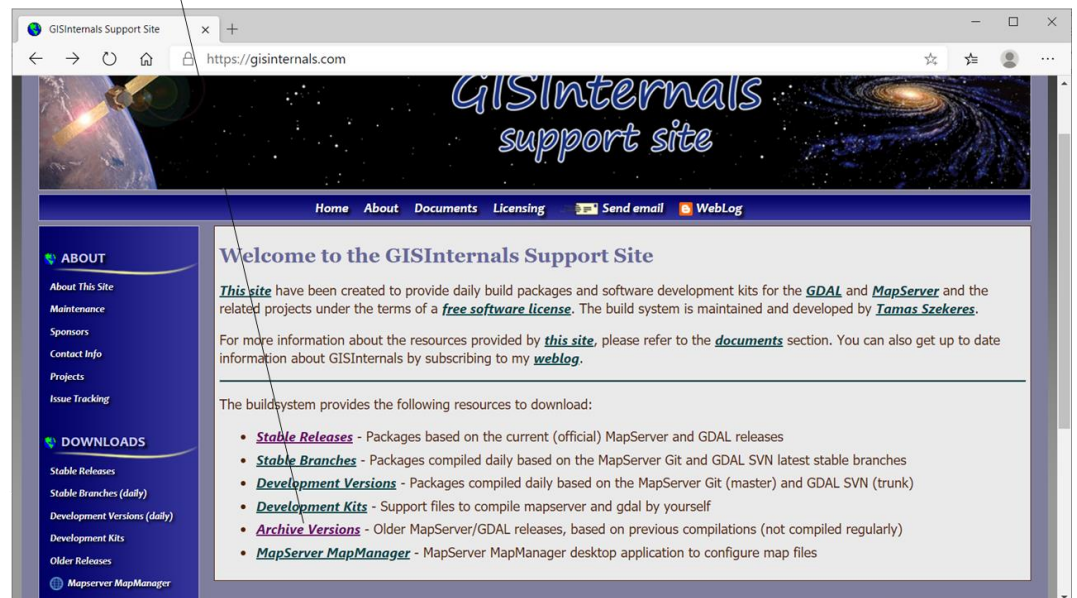 GISInternals Support Site
https://gisinternals.com
GISInternals
support site
Home About Documents Licensing Send email WebLog
ABOUT
About This Site
Maintenance
Sponsors
Contact Info
Projects
Issue Tracking
DOWNLOADS
Stable Releases
Stable Branches (daily)
Development Versions (daily)
Development Kits
Older Releases
Mapserver MapManager
Welcome to the GISInternals Support Site
This site have been created to provide daily build packages and software development kits for the GDAL and MapServer and the
related projects under the terms of a free software license. The build system is maintained and developed by Tamas Szekeres.
For more information about the resources provided by this site, please refer to the documents section. You can also get up to date
information about GISInternals by subscribing to my weblog.
The buildsystem provides the following resources to download:
• Stable Releases - Packages based on the current (official) MapServer and GDAL releases
• Stable Branches - Packages compiled daily based on the MapServer Git and GDAL SVN latest stable branches
• Development Versions - Packages compiled daily based on the MapServer Git (master) and GDAL SVN (trunk)
• Development Kits - Support files to compile mapserver and gdal by yourself
• Archive Versions - Older MapServer/GDAL releases, based on previous compilations (not compiled regularly)
• MapServer MapManager - MapServer MapManager desktop application to configure map files